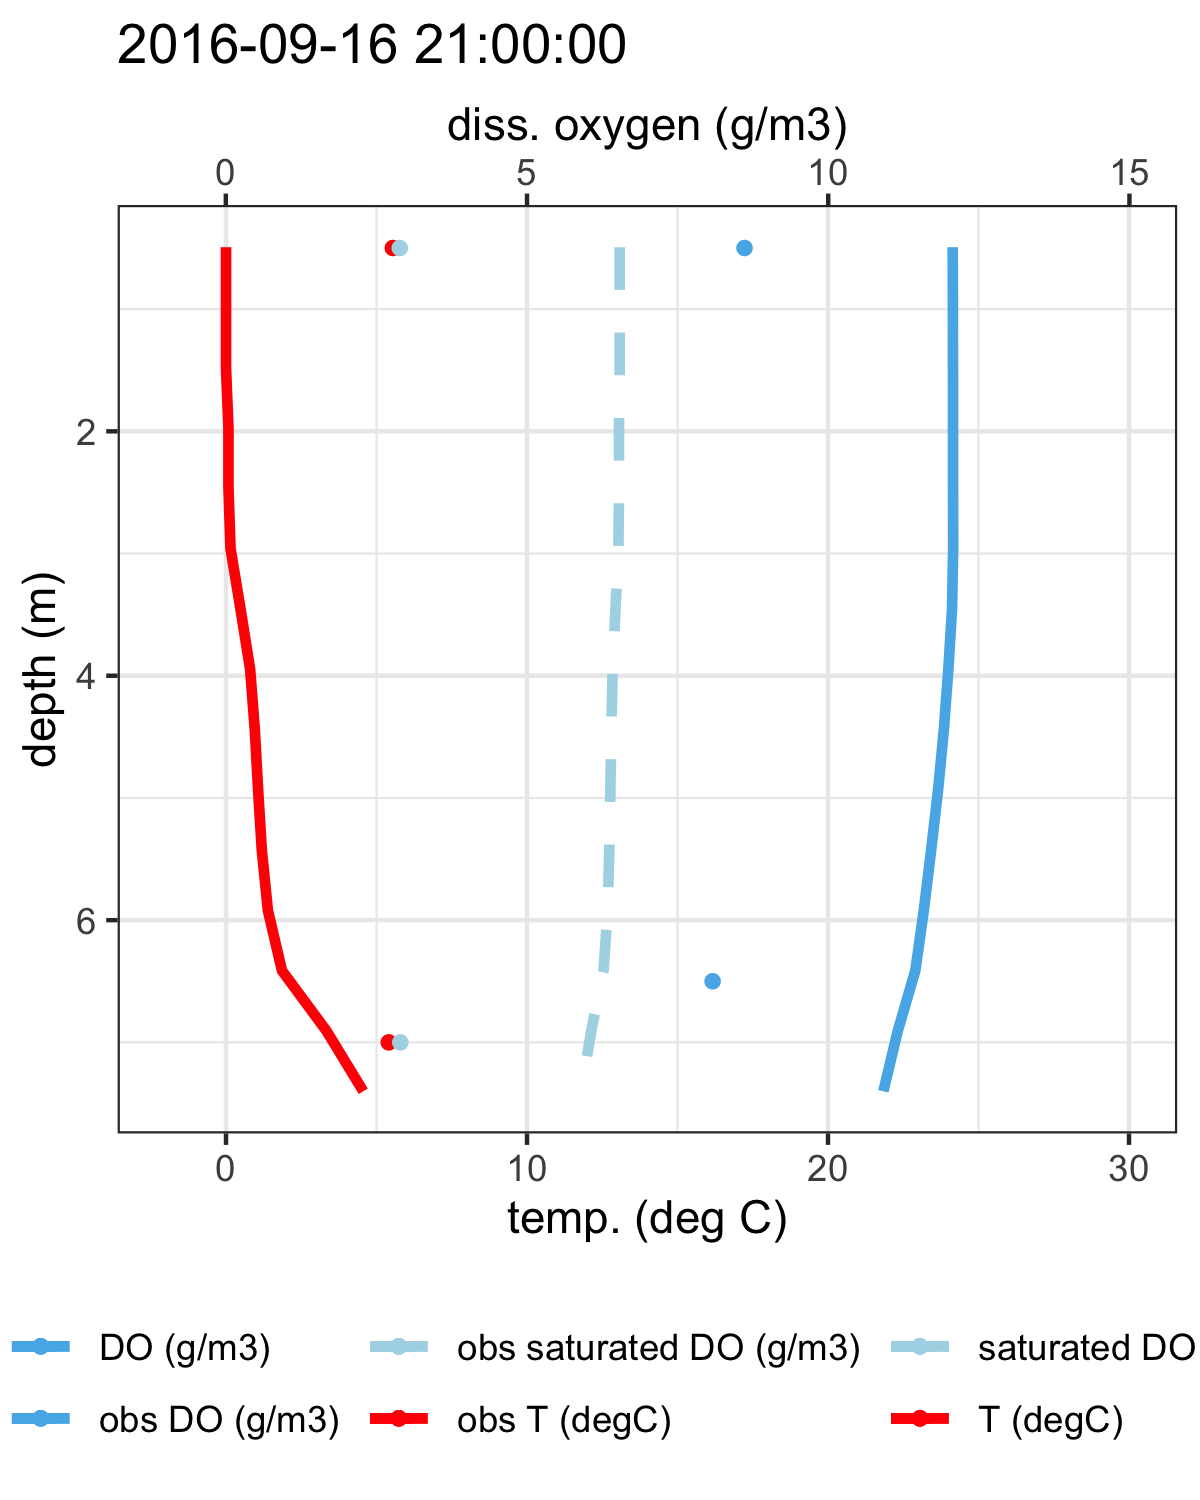 2016-09-16 21:00:00
diss. oxygen (g/m3)
0 5 10 15
depth (m)
2
4
6
0 10 20 30
temp. (deg C)
DO (g/m3) obs saturated DO (g/m3) saturated DO
obs DO (g/m3) obs T (degC) T (degC)